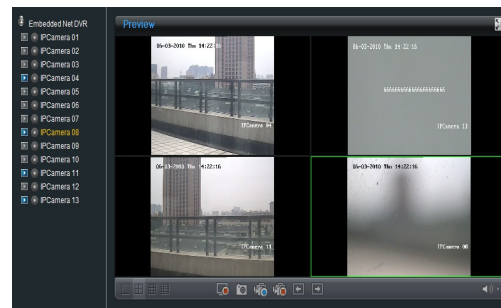 Embedded Net DVR
IPCamera 01
IPCamera 02
IPCamera 03
IPCamera 04
IPCamera 05
IPCamera 06
IPCamera 07
IPCamera 08
IPCamera 09
IPCamera 10
IPCamera 11
IPCamera 12
IPCamera 13
Preview
06-03-2010 Thu 14:22:16
IPCamera 04
06-03-2010 Thu 14:22:16
IPCamera 13
06-03-2010 Thu 14:22:16
IPCamera 11
06-03-2010 Thu 14:22:16
IPCamera 08